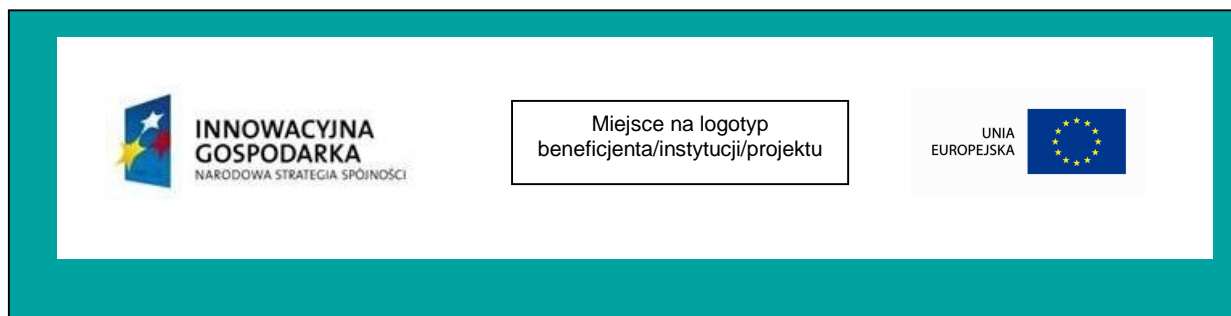 INNOWACYJNA
GOSPODARKA
NARODOWA STRATEGIA SPÓJNOŚCI
Miejsce na logotyp
beneficjenta/instytucji/projektu
UNIA
EUROPEJSKA